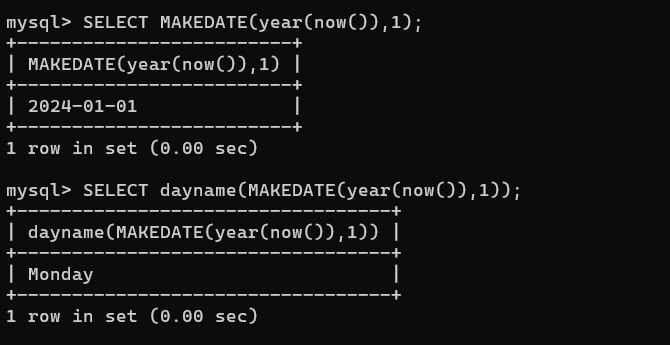 mysql> SELECT MAKEDATE(year(now()),1);
+-------------------------+
| MAKEDATE(year(now()),1) |
+-------------------------+
| 2024-01-01              |
+-------------------------+
1 row in set (0.00 sec)

mysql> SELECT dayname(MAKEDATE(year(now()),1));
+----------------------------------+
| dayname(MAKEDATE(year(now()),1)) |
+----------------------------------+
| Monday                           |
+----------------------------------+
1 row in set (0.00 sec)